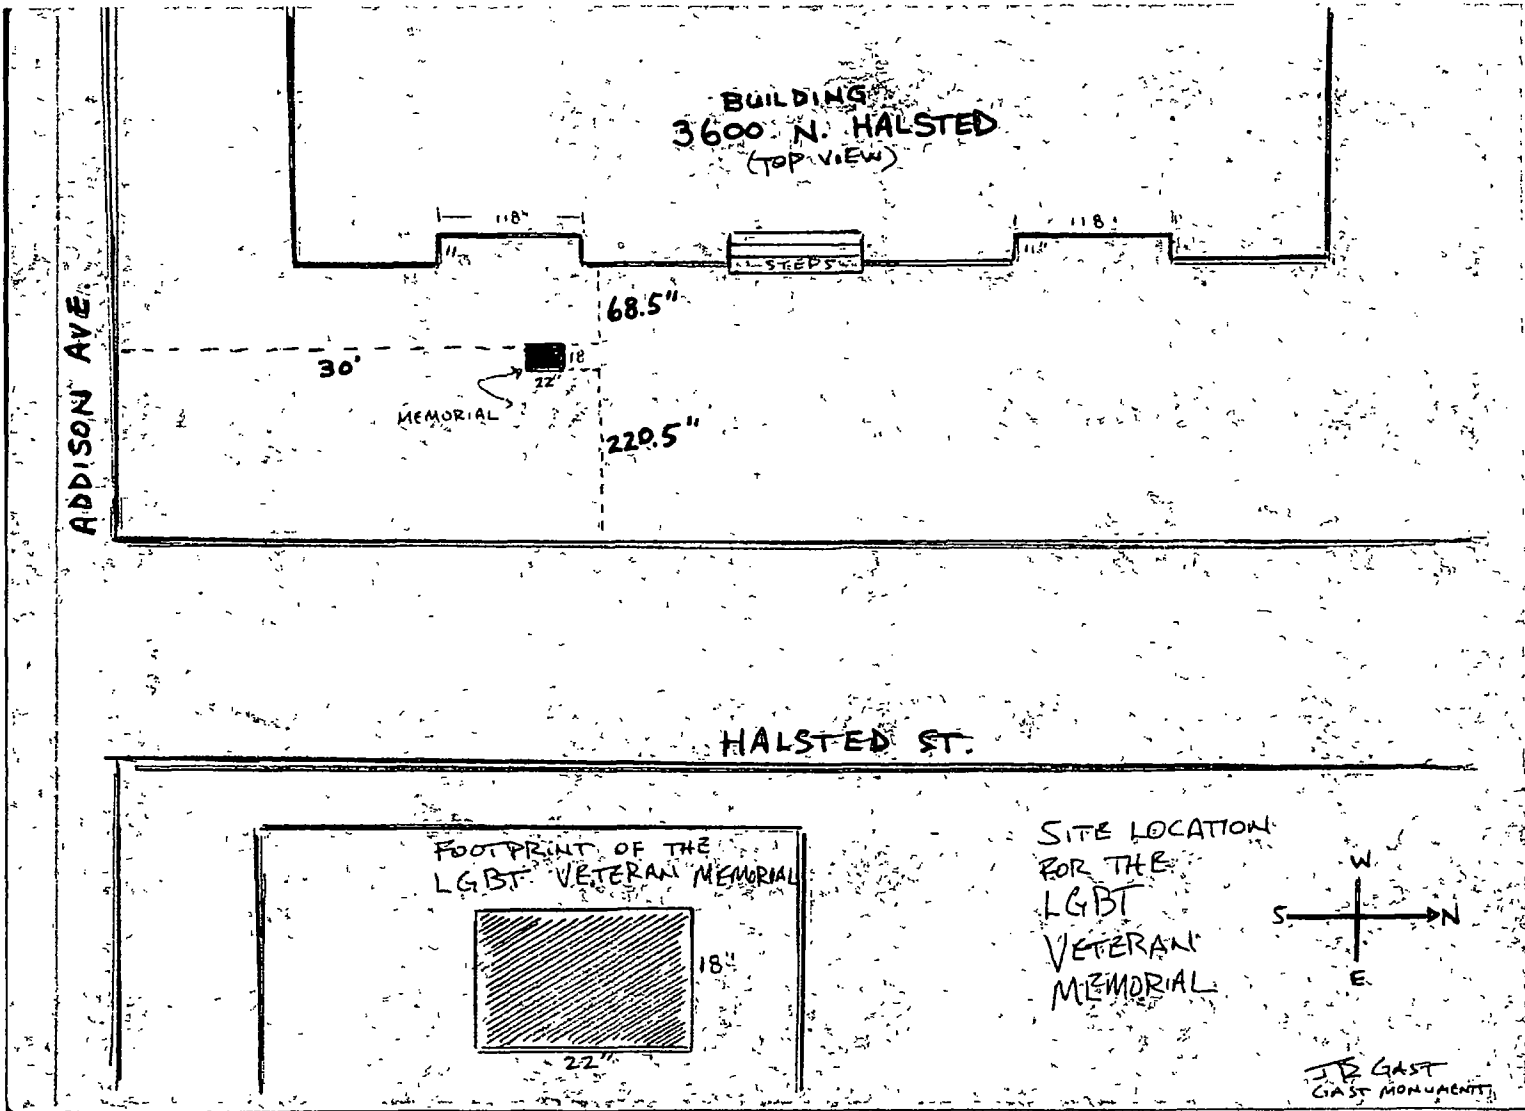 BUILDING
3600 N. HALSTED
(TOP VIEW)
118"
118
11"
11"
STEPS
68.5"
30'
18
22"
MEMORIAL
220.5"
ADDISON AVE.
HALSTED ST.
FOOTPRINT OF THE
LGBT VETERAN MEMORIAL
18"
22"
SITE LOCATION
FOR THE
LGBT
VETERAN
MEMORIAL
W
S
N
E
GAST
GAST MONUMENTS